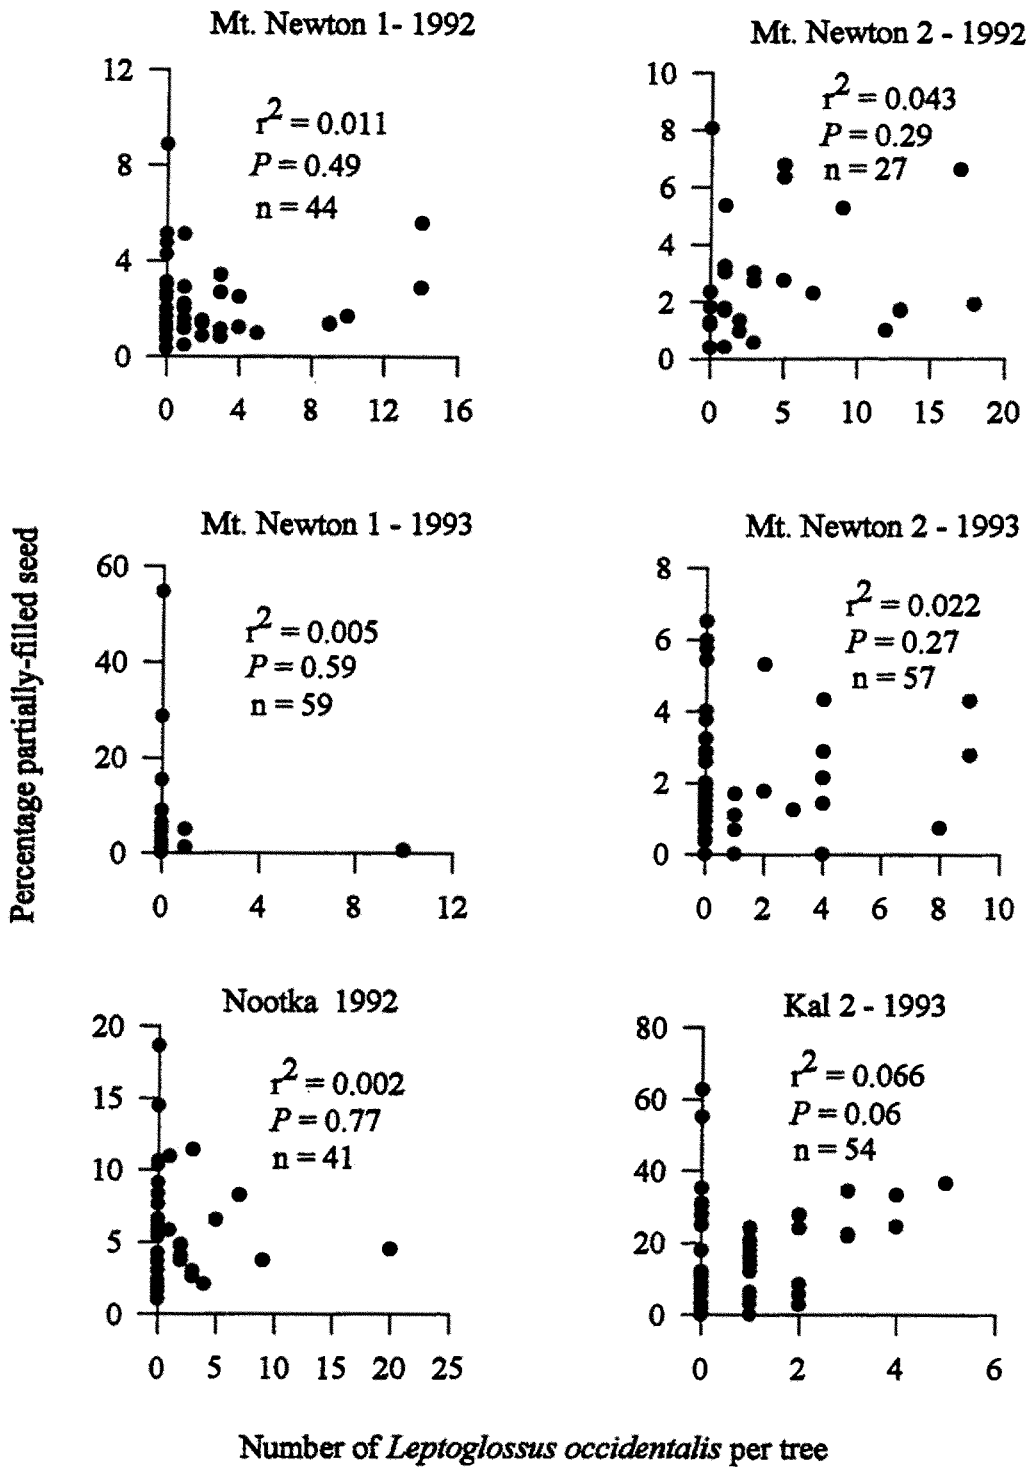 Mt. Newton 1- 1992
r2 = 0.011
P = 0.49
n = 44
12
8
4
0
0 4 8 12 16
Mt. Newton 2 - 1992
r2 = 0.043
P = 0.29
n = 27
10
8
6
4
2
0
0 5 10 15 20
Percentage partially-filled seed
Mt. Newton 1 - 1993
r2 = 0.005
P = 0.59
n = 59
60
40
20
0
0 4 8 12
Mt. Newton 2 - 1993
r2 = 0.022
P = 0.27
n = 57
8
6
4
2
0
0 2 4 6 8 10
Nootka 1992
r2 = 0.002
P = 0.77
n = 41
20
15
10
5
0
0 5 10 15 20 25
Kal 2 - 1993
r2 = 0.066
P = 0.06
n = 54
80
60
40
20
0
0 2 4 6
Number of Leptoglossus occidentalis per tree